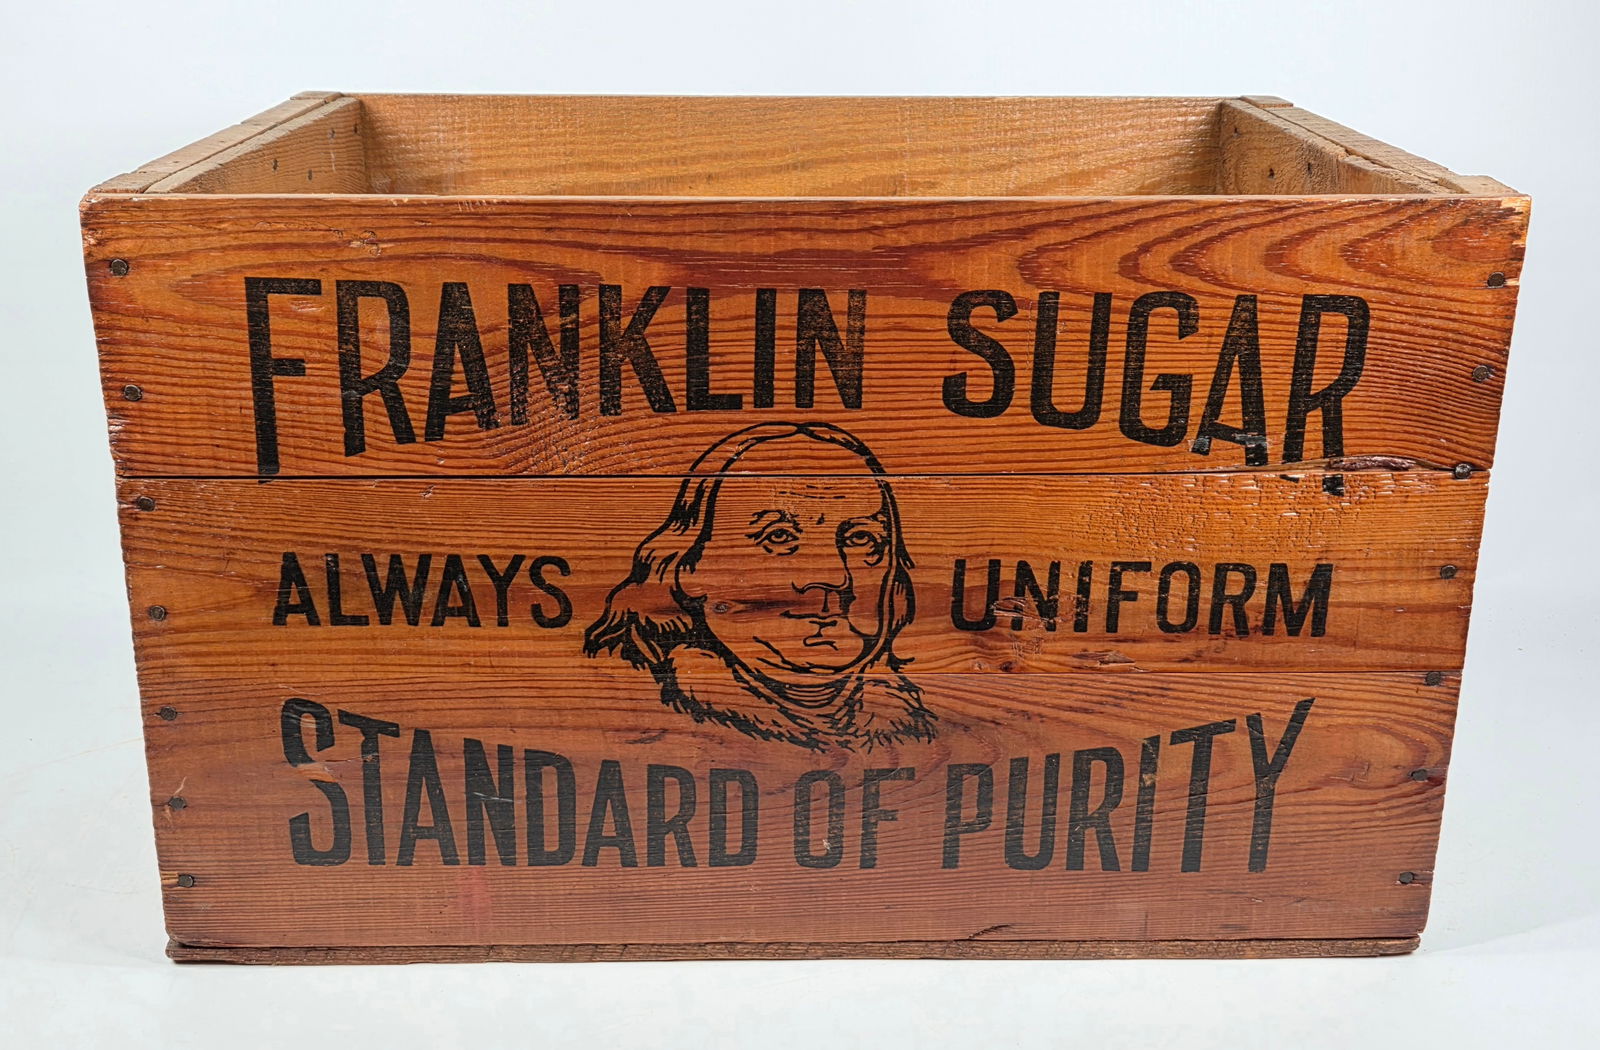 FRANKLIN SUGAR
ALWAYS UNIFORM
STANDARD OF PURITY